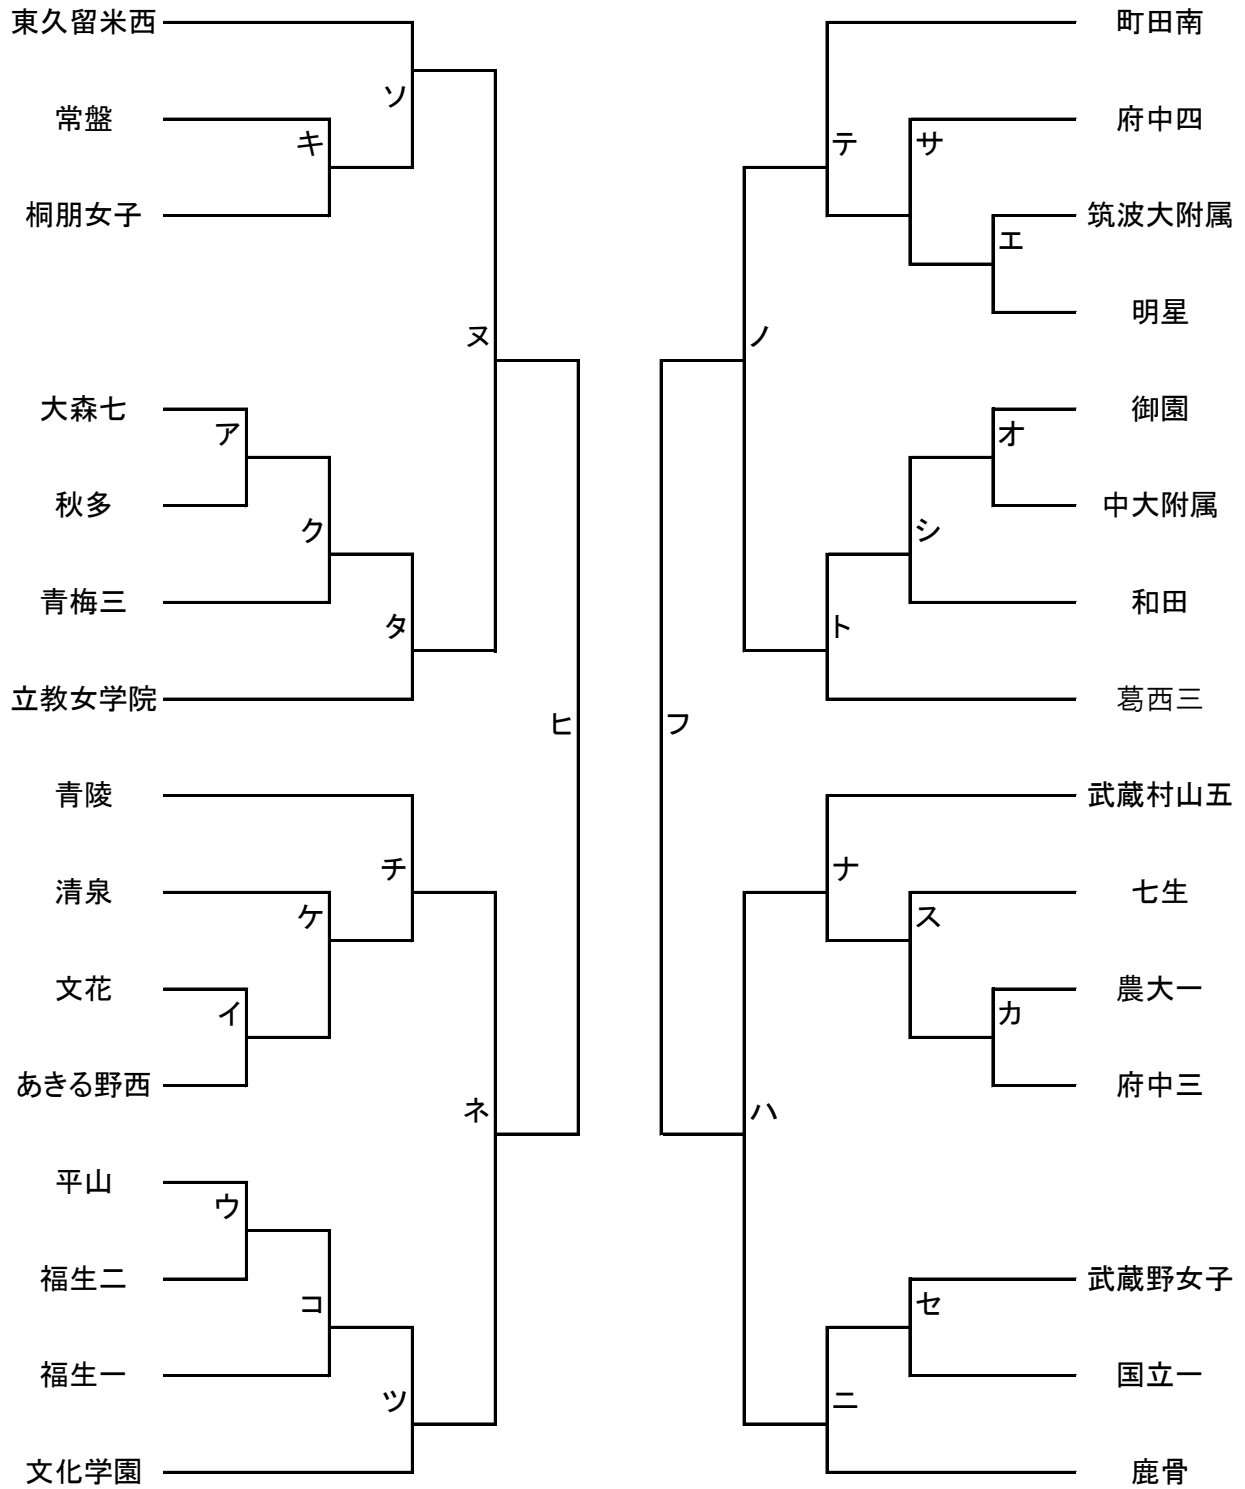 東久留米西
常盤
桐朋女子
大森七
秋多
青梅三
立教女学院
青陵
清泉
文花
あきる野西
平山
福生二
福生一
文化学園
ソ
キ
ア
ク
タ
ヌ
ヒ
チ
ケ
イ
ネ
ウ
コ
ツ
町田南
府中四
筑波大附属
明星
御園
中大附属
和田
葛西三
武蔵村山五
七生
農大一
府中三
武蔵野女子
国立一
鹿骨
テ
サ
エ
ノ
オ
シ
ト
フ
ナ
ス
カ
ハ
セ
ニ